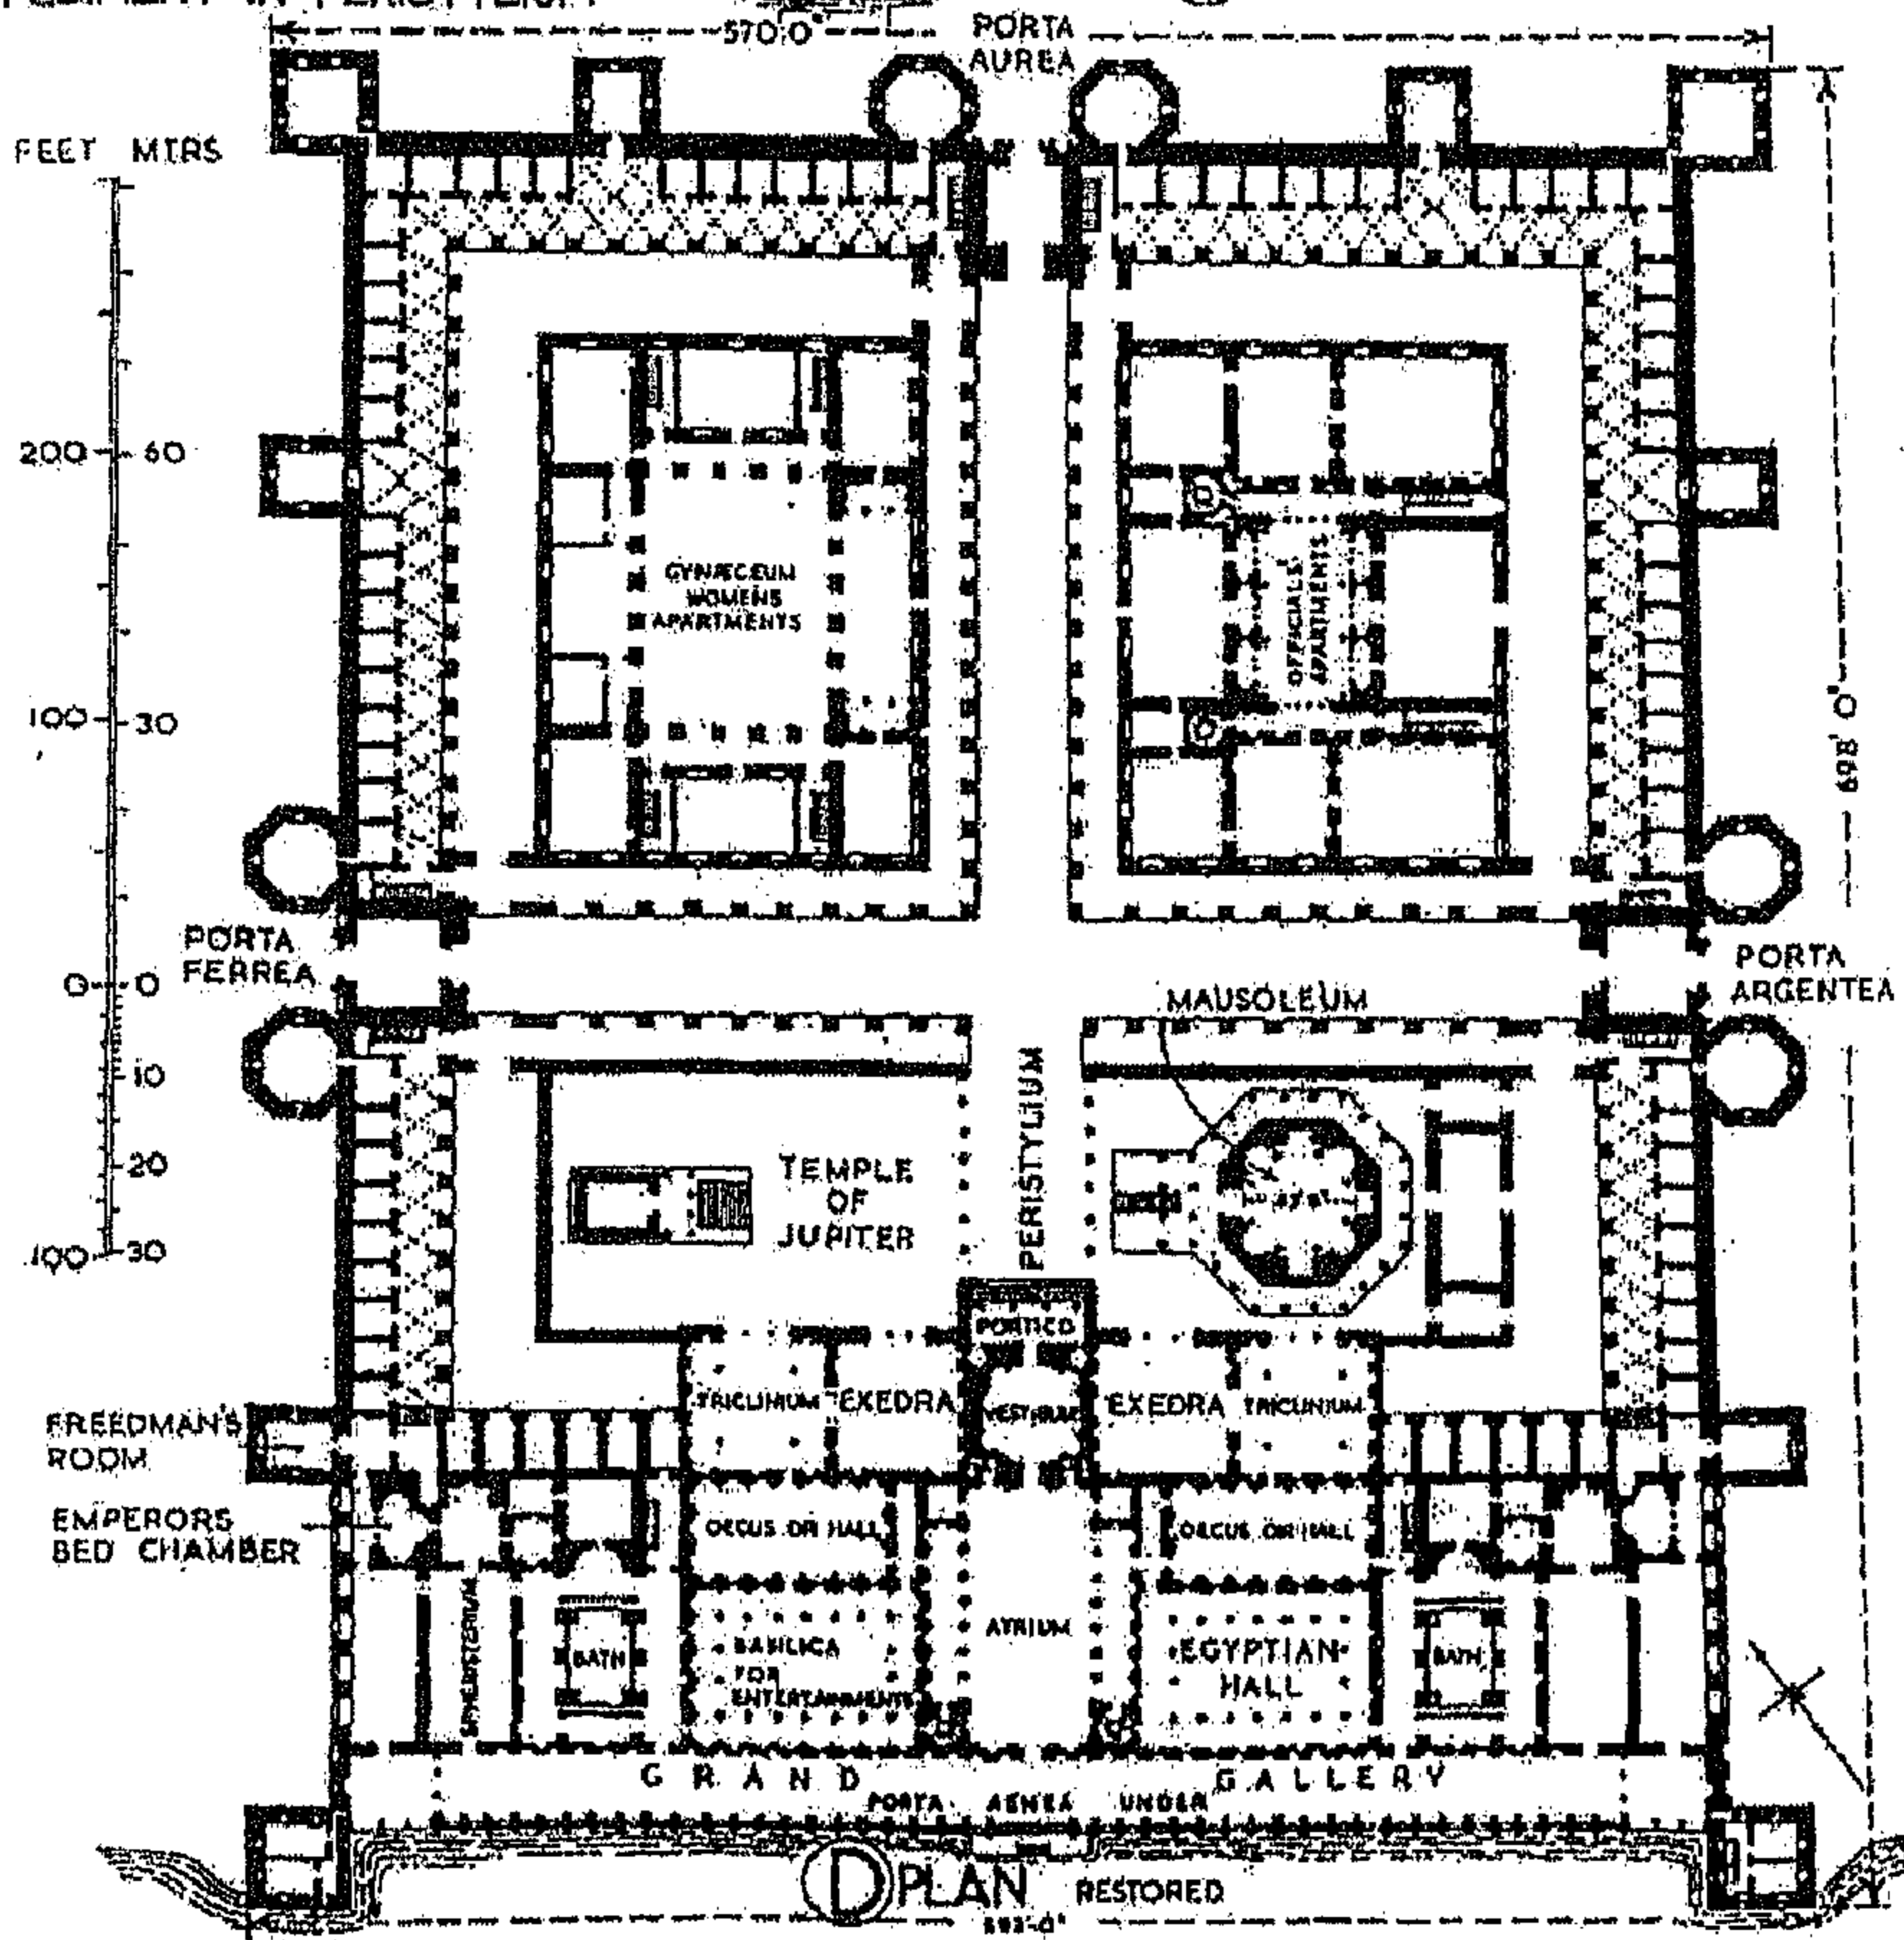 570'.0"
PORTA
AUREA
FEET MTRS
200 60
100 30
0 0
10
20
100 30
GYNÆCEUM
WOMENS
APARTMENTS
OFFICIALS'
APARTMENTS
698'.0"
PORTA
FERREA
PORTA
ARGENTEA
MAUSOLEUM
PERISTYLIUM
TEMPLE
OF
JUPITER
PORTICO
VESTIBULE
TRICLINIUM
EXEDRA
EXEDRA
TRICLINIUM
FREEDMAN'S
ROOM
EMPERORS
BED CHAMBER
OECUS OR HALL
OECUS OR HALL
SPHERISTERIUM
BATH
BASILICA
FOR
ENTERTAINMENTS
ATRIUM
EGYPTIAN
HALL
BATH
GRAND GALLERY
PORTA AENEA UNDER
D PLAN RESTORED